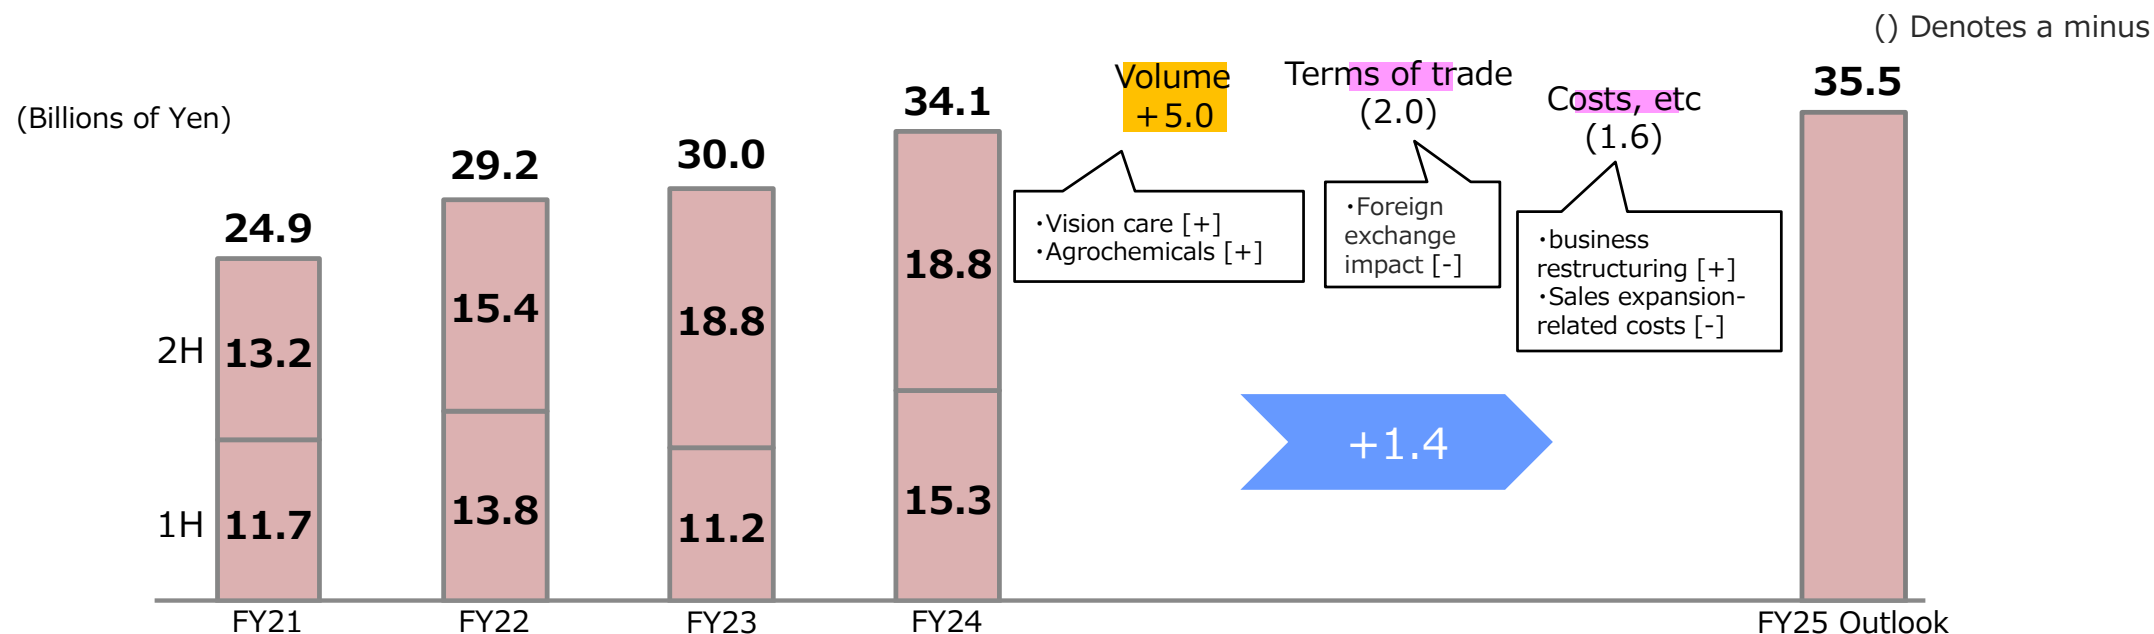 () Denotes a minus
(Billions of Yen)
24.9
29.2
30.0
34.1
Volume
+5.0
Terms of trade
(2.0)
Costs, etc
(1.6)
35.5
・Vision care [+]
・Agrochemicals [+]
・Foreign
exchange
impact [-]
・business
restructuring [+]
・Sales expansion-
related costs [-]
2H
13.2
15.4
18.8
18.8
1H
11.7
13.8
11.2
15.3
+1.4
FY21
FY22
FY23
FY24
FY25 Outlook